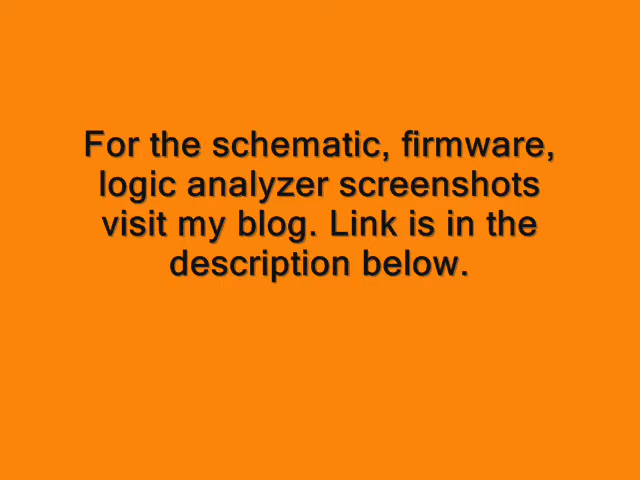 For the schematic, firmware,
logic analyzer screenshots
visit my blog. Link is in the
description below.